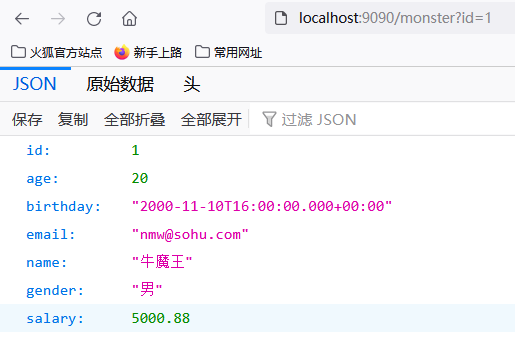 localhost:9090/monster?id=1
火狐官方站点 新手上路 常用网址
JSON 原始数据 头
保存 复制 全部折叠 全部展开 过滤 JSON
id: 1
age: 20
birthday: "2000-11-10T16:00:00.000+00:00"
email: "nmw@sohu.com"
name: "牛魔王"
gender: "男"
salary: 5000.88